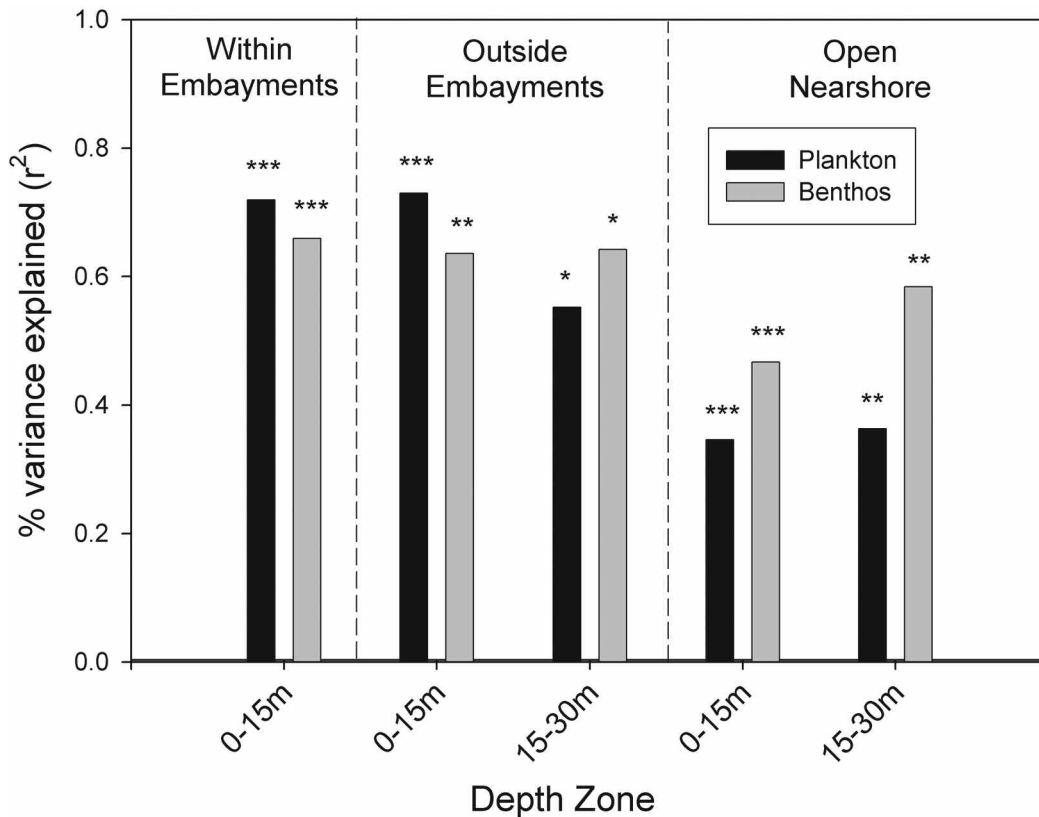 1.0
0.8
0.6
0.4
0.2
0.0
% variance explained (r²)
Within
Embayments
Outside
Embayments
Open
Nearshore
Plankton
Benthos
***
***
***
**
*
*
***
***
**
**
0-15m
0-15m
15-30m
0-15m
15-30m
Depth Zone